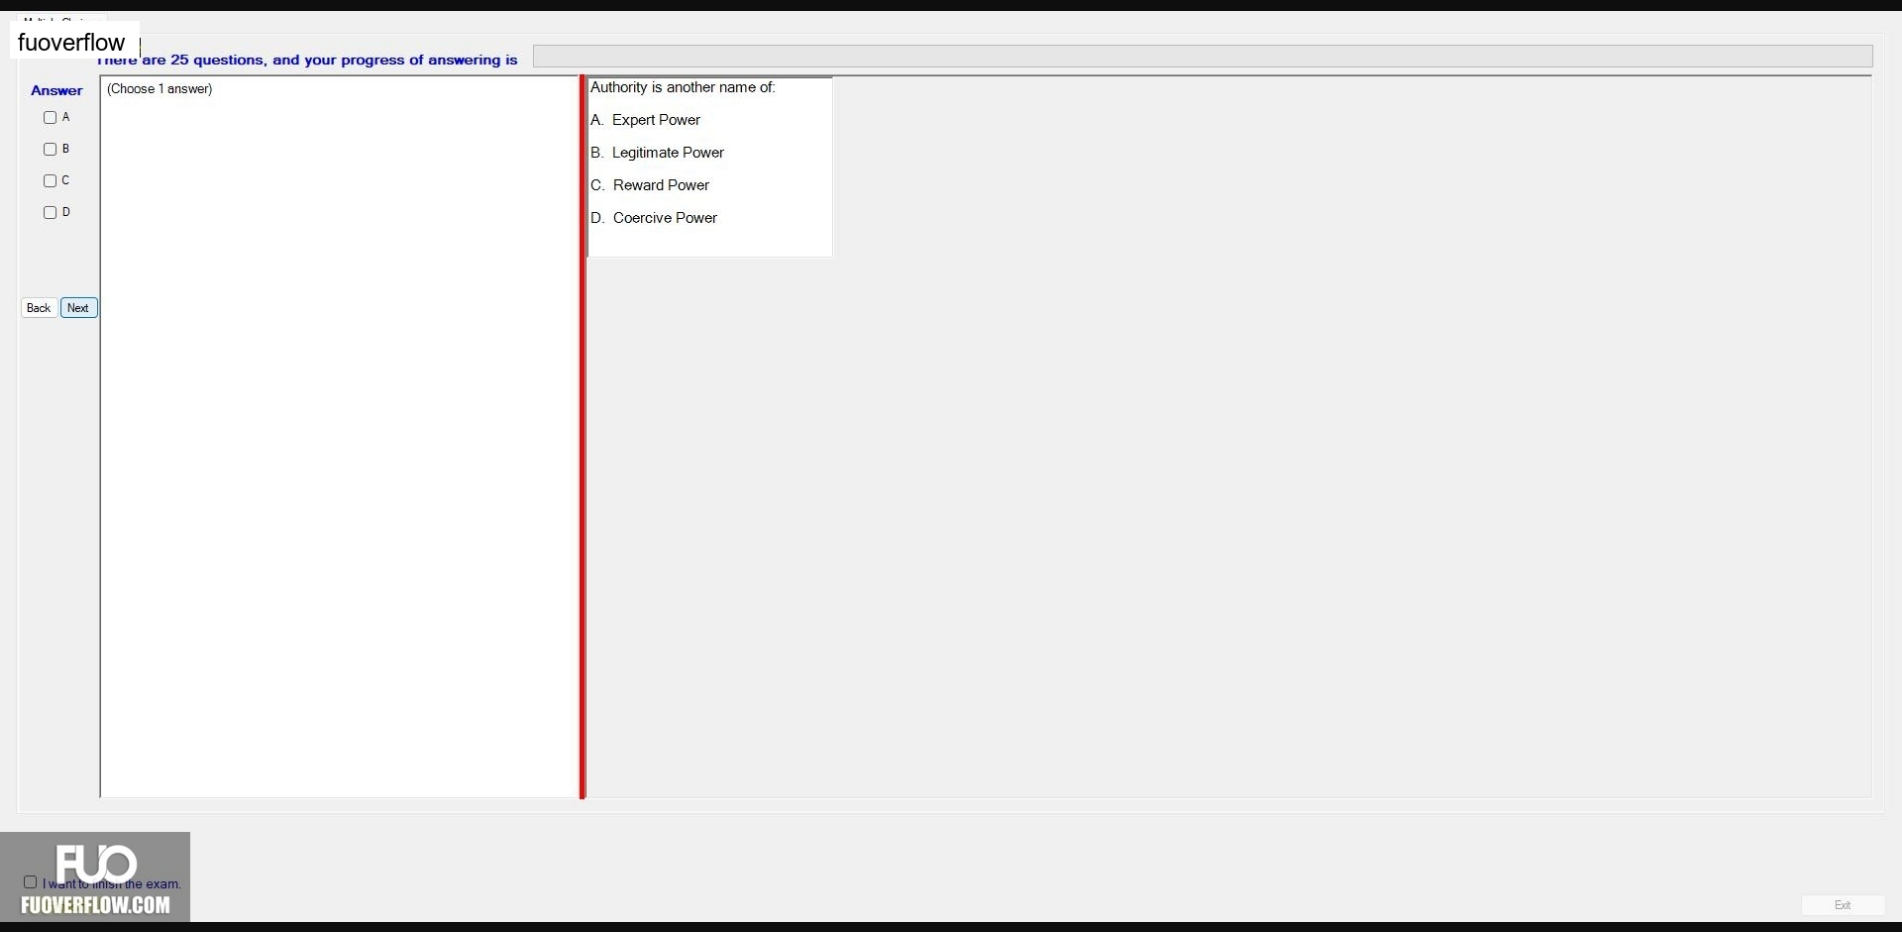 fuoverflow
There are 25 questions, and your progress of answering is
Answer
(Choose 1 answer)
A
B
C
D
Back
Next
Authority is another name of:
A. Expert Power
B. Legitimate Power
C. Reward Power
D. Coercive Power
FUO
I want to finish the exam.
FUOVERFLOW.COM
Exit